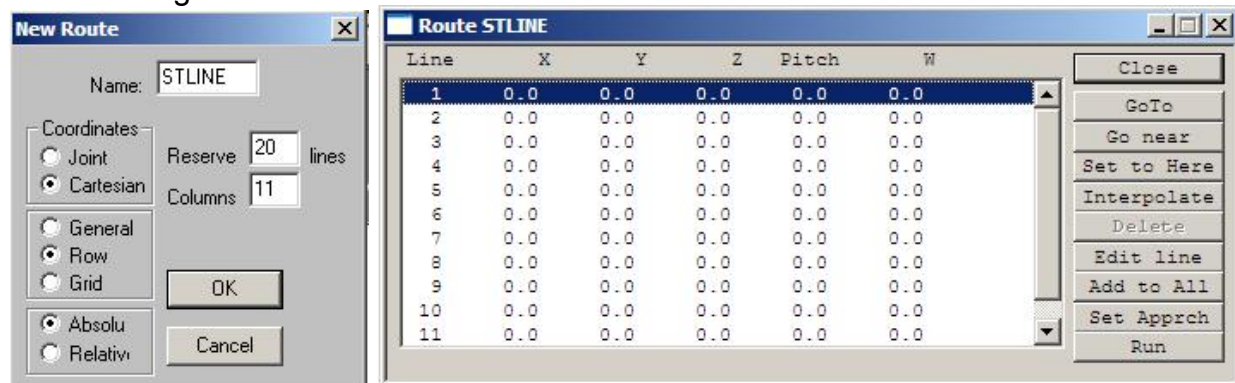 New Route
Name: STLINE
Coordinates
Joint
Cartesian
Reserve 20 lines
Columns 11
General
Row
Grid
OK
Absolu
Relativ
Cancel
Route STLINE
Line X Y Z Pitch W
1 0.0 0.0 0.0 0.0 0.0
2 0.0 0.0 0.0 0.0 0.0
3 0.0 0.0 0.0 0.0 0.0
4 0.0 0.0 0.0 0.0 0.0
5 0.0 0.0 0.0 0.0 0.0
6 0.0 0.0 0.0 0.0 0.0
7 0.0 0.0 0.0 0.0 0.0
8 0.0 0.0 0.0 0.0 0.0
9 0.0 0.0 0.0 0.0 0.0
10 0.0 0.0 0.0 0.0 0.0
11 0.0 0.0 0.0 0.0 0.0
Close
GoTo
Go near
Set to Here
Interpolate
Delete
Edit line
Add to All
Set Apprch
Run